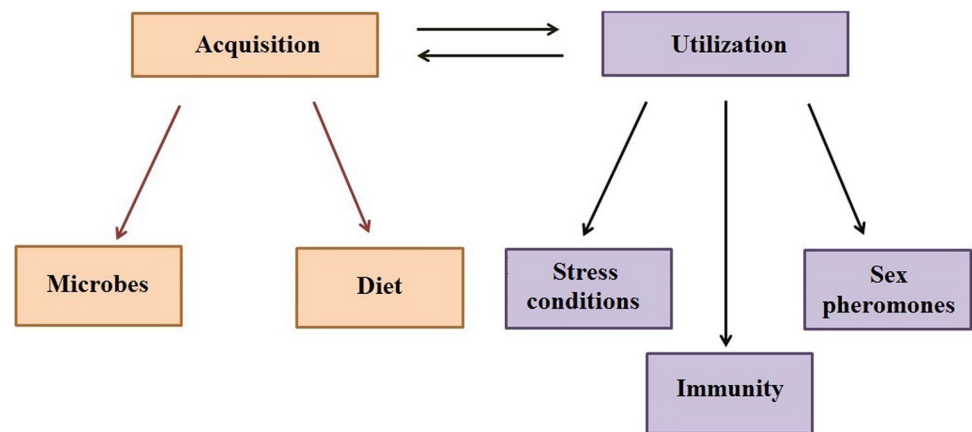 Acquisition
Utilization
Microbes
Diet
Stress
conditions
Sex
pheromones
Immunity